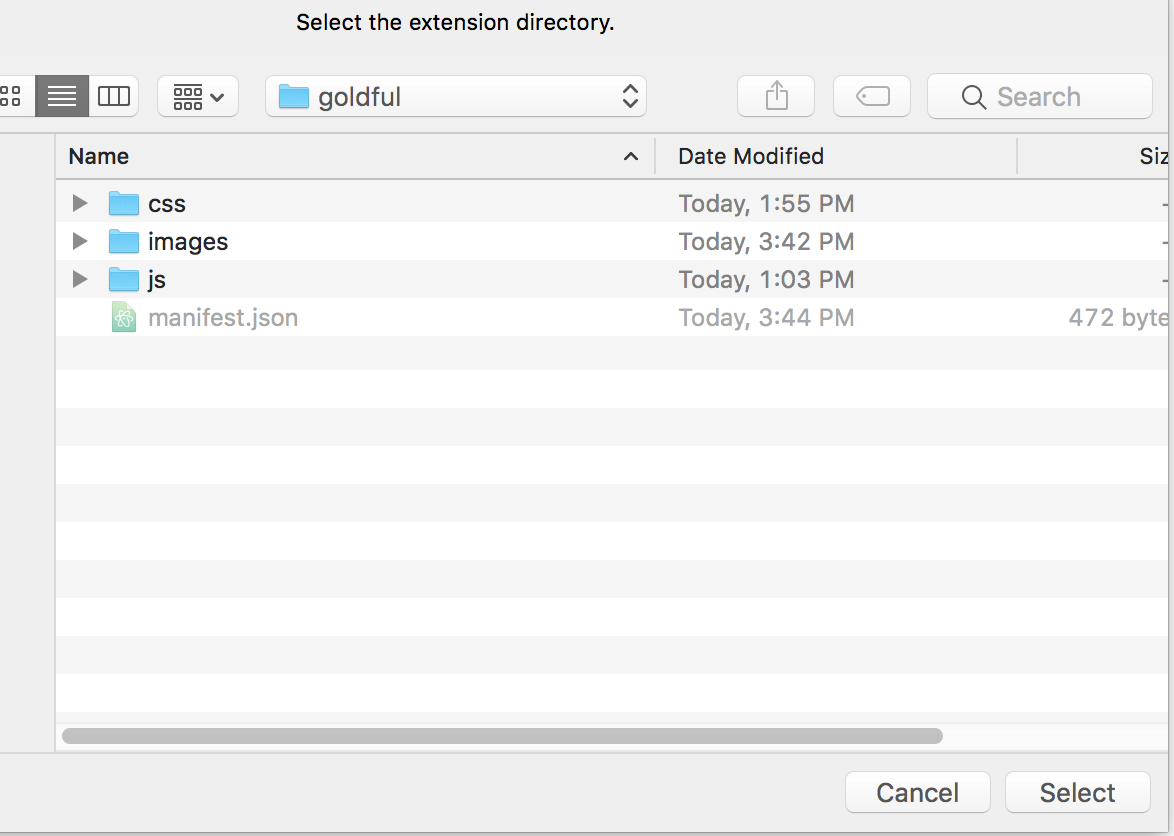 Select the extension directory.
goldful
Search
Name Date Modified Siz
css Today, 1:55 PM -
images Today, 3:42 PM -
js Today, 1:03 PM -
manifest.json Today, 3:44 PM 472 byte
Cancel Select